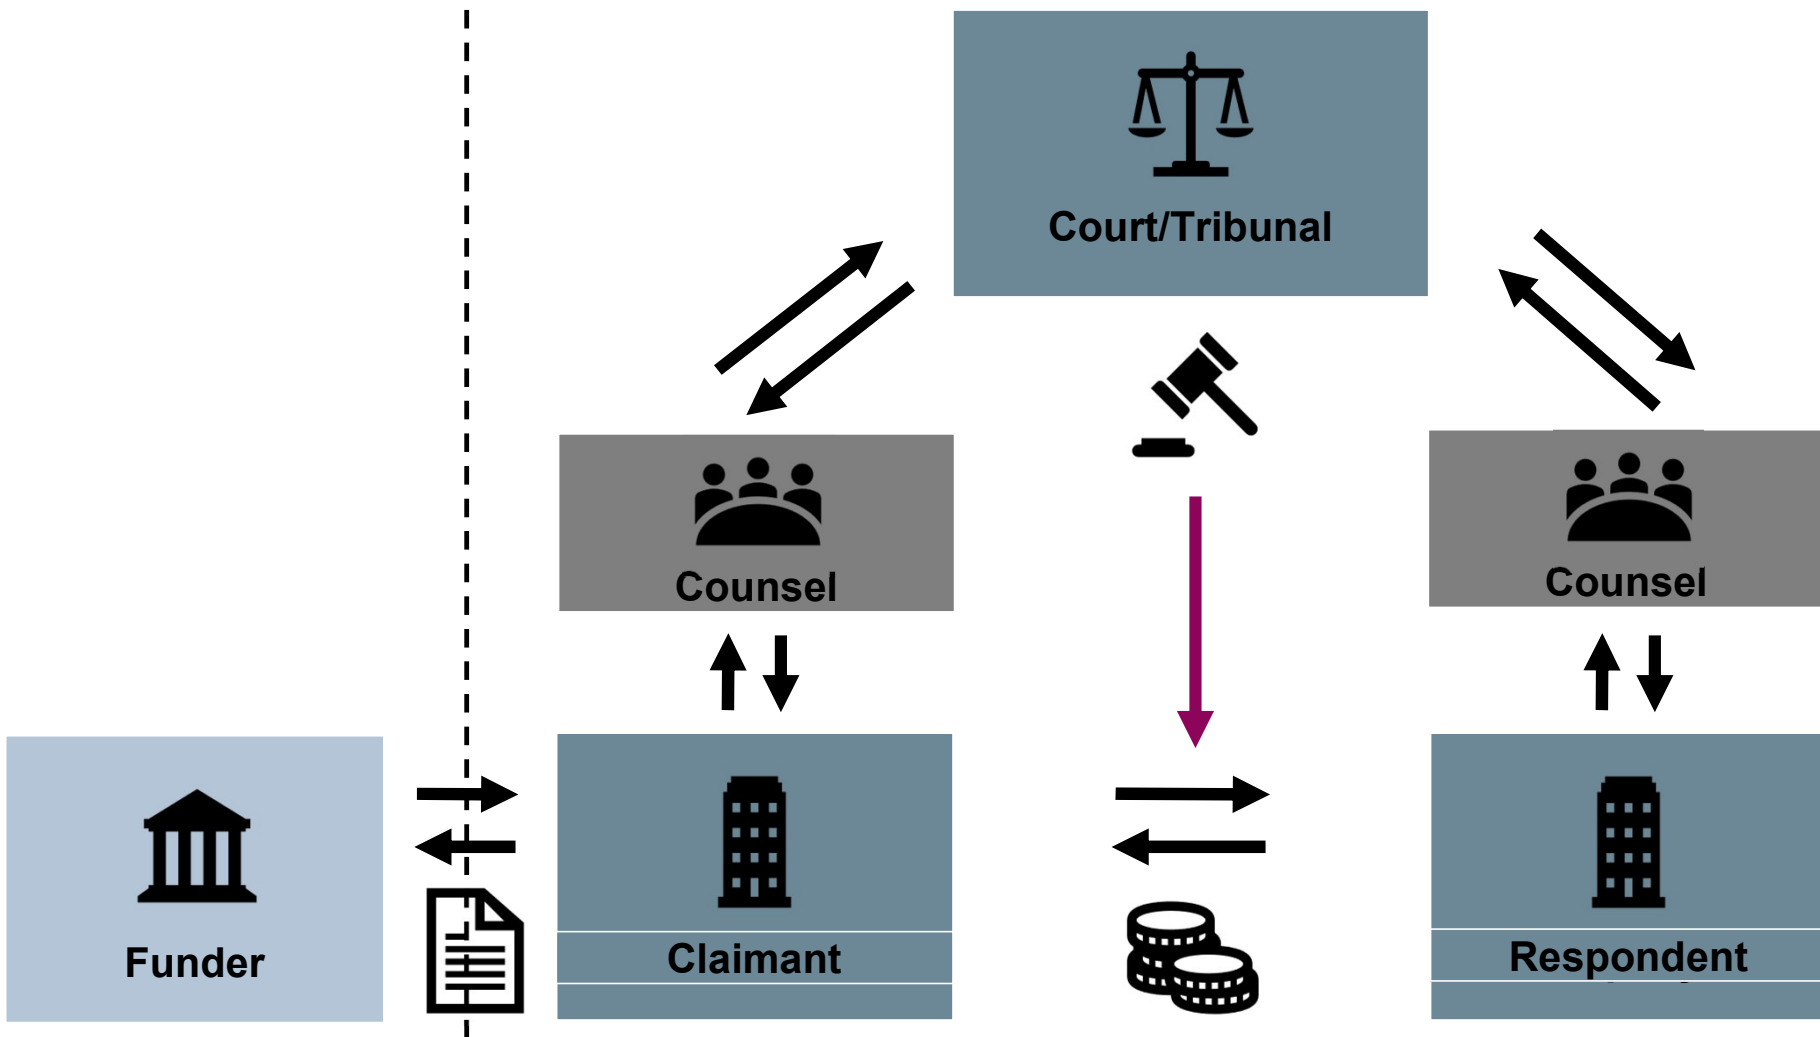 Court/Tribunal
Counsel
Counsel
Funder
Claimant
Respondent